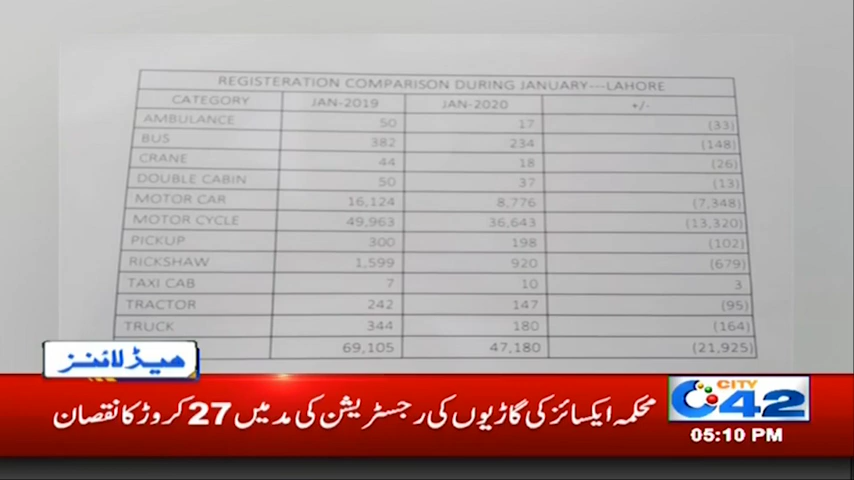 REGISTERATION COMPARISON DURING JANUARY---LAHORE
CATEGORY JAN-2019 JAN-2020 +/-
AMBULANCE 50 17 (33)
BUS 382 234 (148)
CRANE 44 18 (26)
DOUBLE CABIN 50 37 (13)
MOTOR CAR 16,124 8,776 (7,348)
MOTOR CYCLE 49,963 36,643 (13,320)
PICKUP 300 198 (102)
RICKSHAW 1,599 920 (679)
TAXI CAB 7 10 3
TRACTOR 242 147 (95)
TRUCK 344 180 (164)
69,105 47,180 (21,925)
ھیڈلائنز
محکمہ ایکسائز کی گاڑیوں کی رجسٹریشن کی مد میں 27 کروڑ کا نقصان
CITY
42
05:10 PM